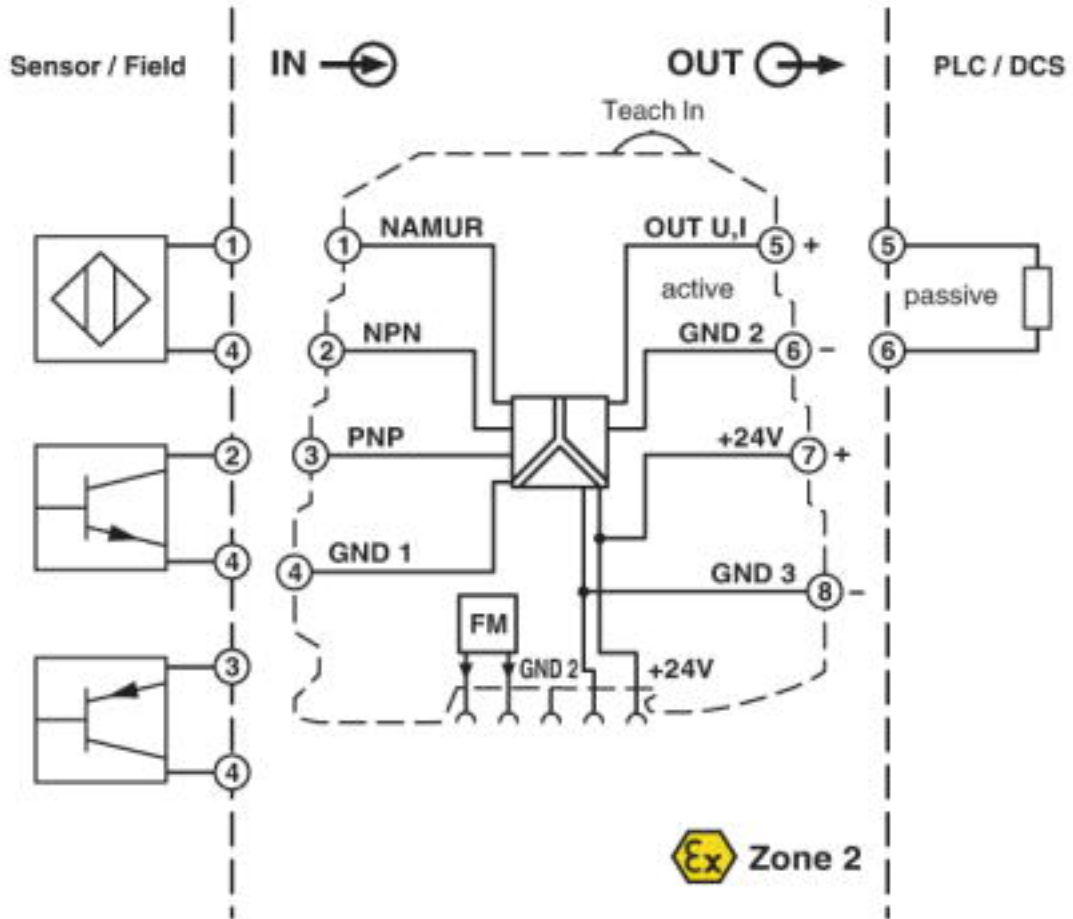 Sensor / Field
IN
OUT
PLC / DCS
Teach In
1
1
NAMUR
OUT U,I
5
+
5
active
passive
4
2
NPN
GND 2
6
–
6
2
3
PNP
+24V
7
+
4
4
GND 1
GND 3
8
–
FM
3
GND 2
+24V
4
Ex
Zone 2